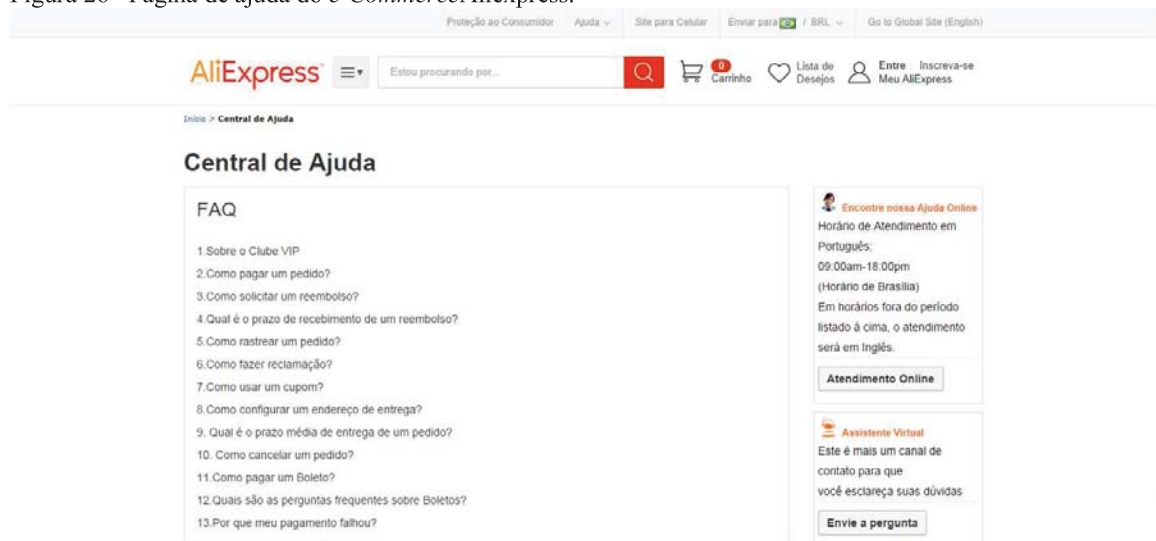 Figura 20 - Página de ajuda do e-Commerce AliExpress.
Proteção ao Consumidor Ajuda Site para Celular Enviar para / BRL Go to Global Site (English)
AliExpress
Estou procurando por...
0
Carrinho
Lista de
Desejos
Entre Inscreva-se
Meu AliExpress
Início > Central de Ajuda
Central de Ajuda
FAQ
1.Sobre o Clube VIP
2.Como pagar um pedido?
3.Como solicitar um reembolso?
4.Qual é o prazo de recebimento de um reembolso?
5.Como rastrear um pedido?
6.Como fazer reclamação?
7.Como usar um cupom?
8.Como configurar um endereço de entrega?
9. Qual é o prazo média de entrega de um pedido?
10. Como cancelar um pedido?
11.Como pagar um Boleto?
12.Quais são as perguntas frequentes sobre Boletos?
13.Por que meu pagamento falhou?
Encontre nossa Ajuda Online
Horário de Atendimento em
Português:
09:00am-18:00pm
(Horário de Brasília)
Em horários fora do período
listado à cima, o atendimento
será em Inglês.
Atendimento Online
Assistente Virtual
Este é mais um canal de
contato para que
você esclareça suas dúvidas
Envie a pergunta